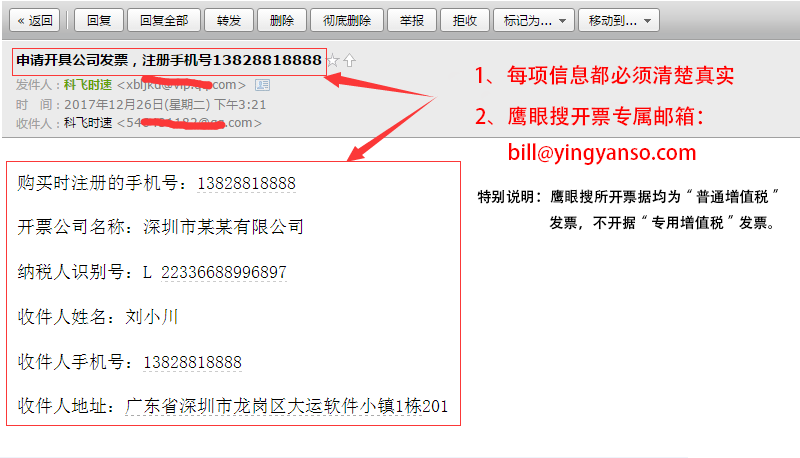 « 返回 回复 回复全部 转发 删除 彻底删除 举报 拒收 标记为... 移动到...
申请开具公司发票，注册手机号13828818888
发件人：科飞时速
时 间：2017年12月26日(星期二) 下午3:21
收件人：科飞时速
1、每项信息都必须清楚真实
2、鹰眼搜开票专属邮箱：
bill@yingyanso.com
特别说明：鹰眼搜所开票据均为“普通增值税”
发票，不开据“专用增值税”发票。
购买时注册的手机号：13828818888
开票公司名称：深圳市某某有限公司
纳税人识别号：L 22336688996897
收件人姓名：刘小川
收件人手机号：13828818888
收件人地址：广东省深圳市龙岗区大运软件小镇1栋201